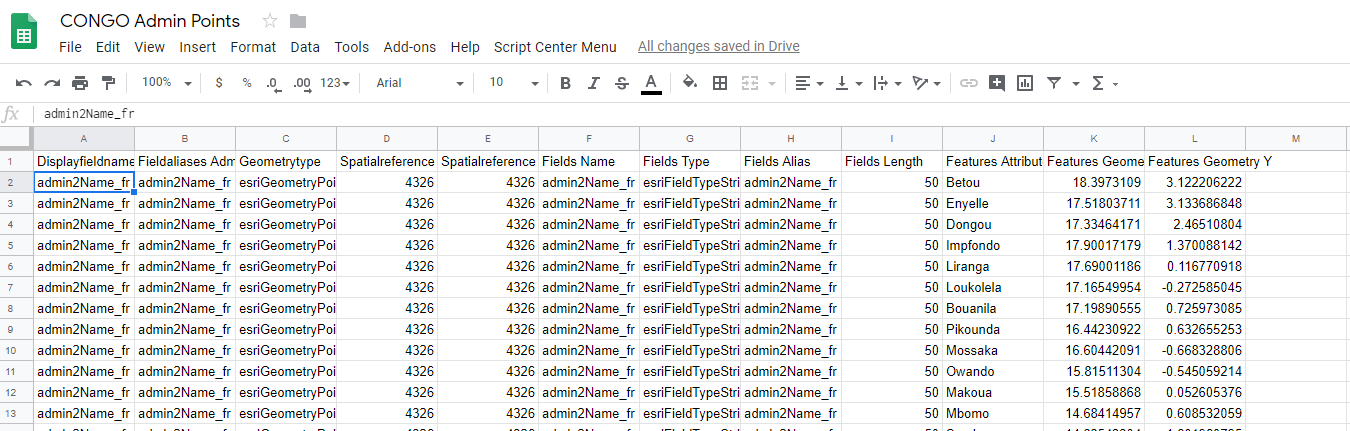 CONGO Admin Points
File Edit View Insert Format Data Tools Add-ons Help Script Center Menu All changes saved in Drive
100% $ % .0 .00 123 Arial 10 B I S A Σ
fx admin2Name_fr
A B C D E F G H I J K L M
1 Displayfieldname Fieldaliases Adm Geometrytype Spatialreference Spatialreference Fields Name Fields Type Fields Alias Fields Length Features Attribut Features Geome Features Geometry Y
2 admin2Name_fr admin2Name_fr esriGeometryPoi 4326 4326 admin2Name_fr esriFieldTypeStri admin2Name_fr 50 Betou 18.3973109 3.122206222
3 admin2Name_fr admin2Name_fr esriGeometryPoi 4326 4326 admin2Name_fr esriFieldTypeStri admin2Name_fr 50 Enyelle 17.51803711 3.133686848
4 admin2Name_fr admin2Name_fr esriGeometryPoi 4326 4326 admin2Name_fr esriFieldTypeStri admin2Name_fr 50 Dongou 17.33464171 2.46510804
5 admin2Name_fr admin2Name_fr esriGeometryPoi 4326 4326 admin2Name_fr esriFieldTypeStri admin2Name_fr 50 Impfondo 17.90017179 1.370088142
6 admin2Name_fr admin2Name_fr esriGeometryPoi 4326 4326 admin2Name_fr esriFieldTypeStri admin2Name_fr 50 Liranga 17.69001186 0.116770918
7 admin2Name_fr admin2Name_fr esriGeometryPoi 4326 4326 admin2Name_fr esriFieldTypeStri admin2Name_fr 50 Loukolela 17.16549954 -0.272585045
8 admin2Name_fr admin2Name_fr esriGeometryPoi 4326 4326 admin2Name_fr esriFieldTypeStri admin2Name_fr 50 Bouanila 17.19890555 0.725973085
9 admin2Name_fr admin2Name_fr esriGeometryPoi 4326 4326 admin2Name_fr esriFieldTypeStri admin2Name_fr 50 Pikounda 16.44230922 0.632655253
10 admin2Name_fr admin2Name_fr esriGeometryPoi 4326 4326 admin2Name_fr esriFieldTypeStri admin2Name_fr 50 Mossaka 16.60442091 -0.668328806
11 admin2Name_fr admin2Name_fr esriGeometryPoi 4326 4326 admin2Name_fr esriFieldTypeStri admin2Name_fr 50 Owando 15.81511304 -0.545059214
12 admin2Name_fr admin2Name_fr esriGeometryPoi 4326 4326 admin2Name_fr esriFieldTypeStri admin2Name_fr 50 Makoua 15.51858868 0.052605376
13 admin2Name_fr admin2Name_fr esriGeometryPoi 4326 4326 admin2Name_fr esriFieldTypeStri admin2Name_fr 50 Mbomo 14.68414957 0.608532059